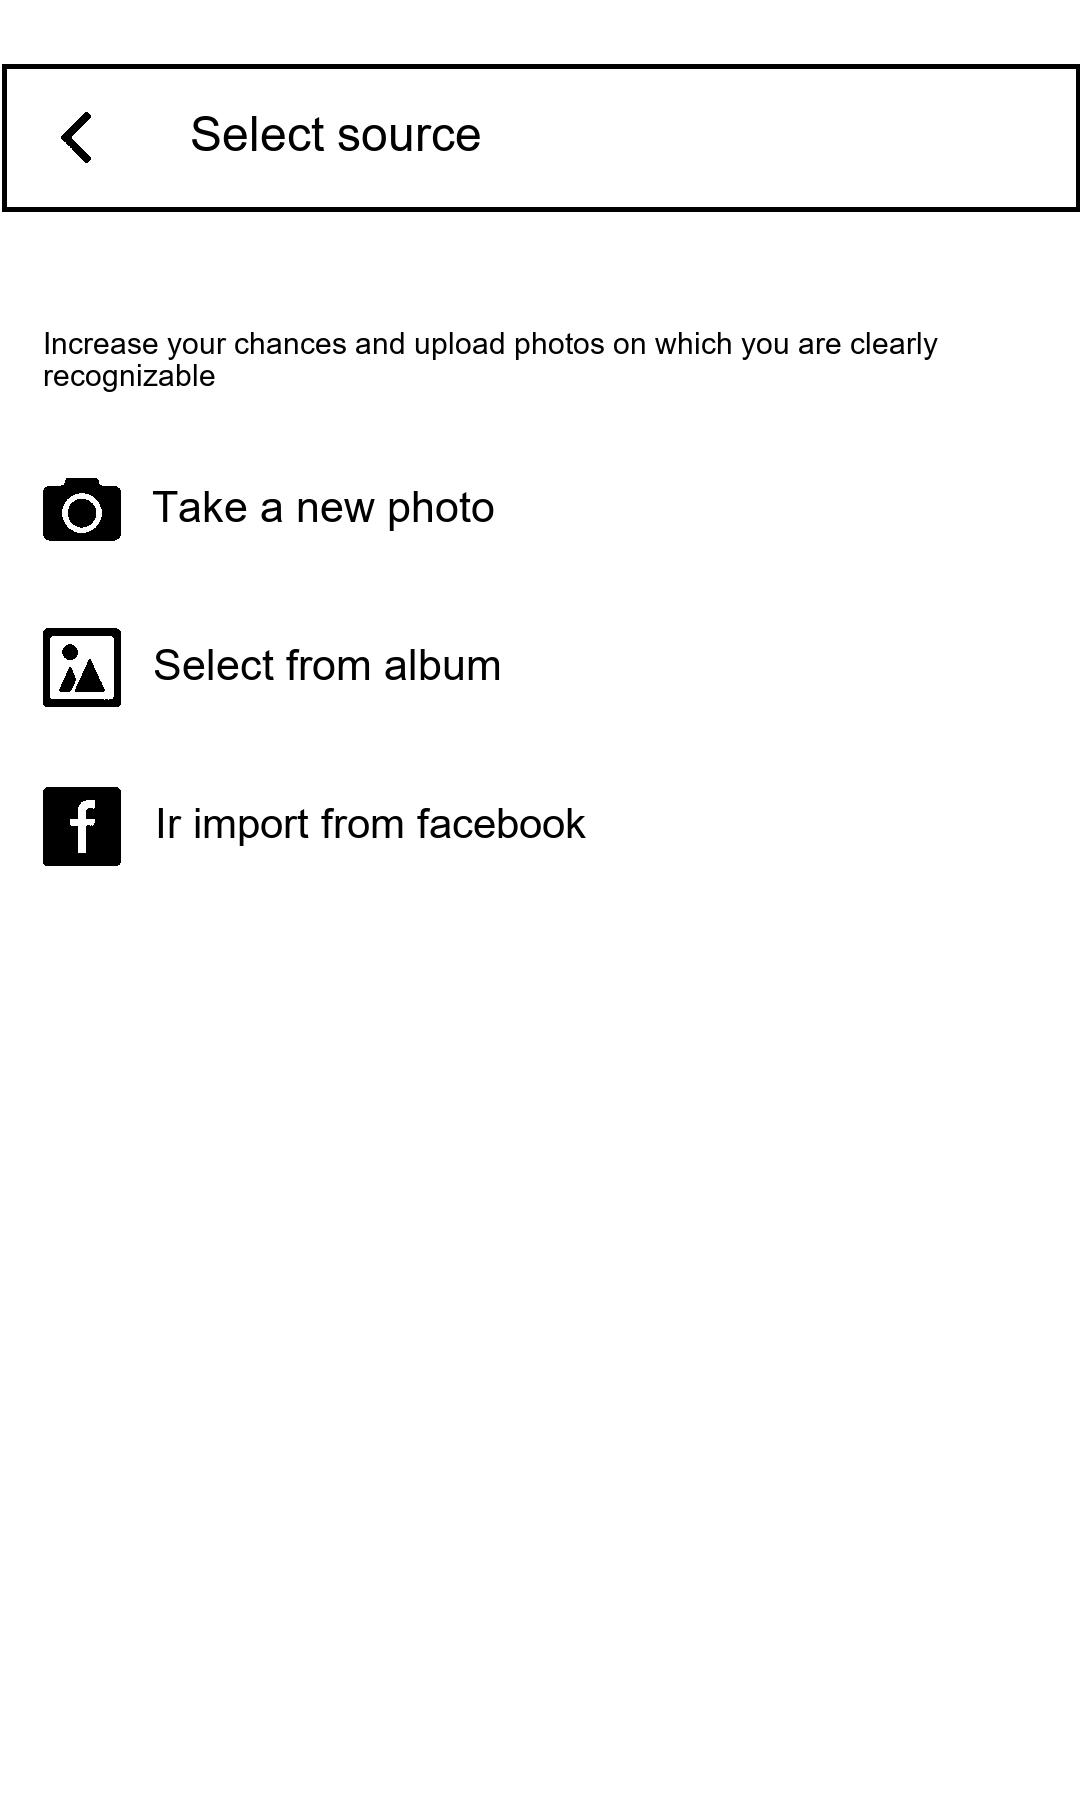 Select source
Increase your chances and upload photos on which you are clearly
recognizable
Take a new photo
Select from album
Ir import from facebook